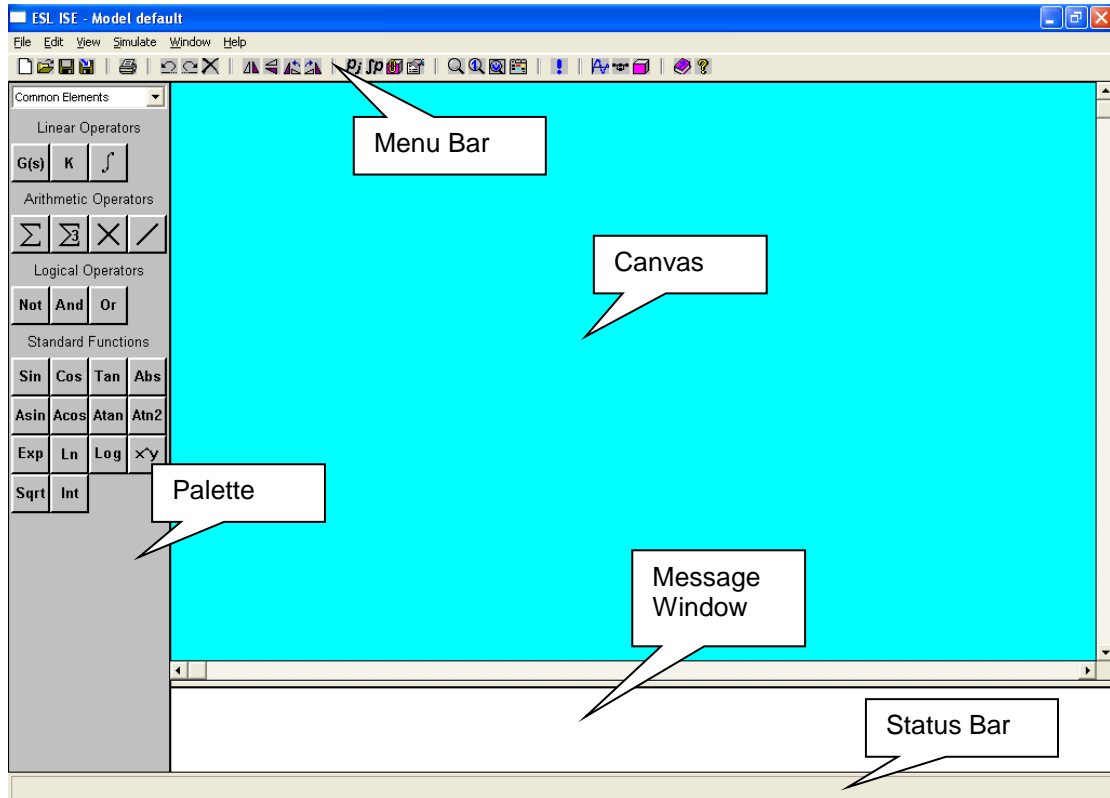 ESL ISE - Model default
File Edit View Simulate Window Help
Common Elements
Linear Operators
G(s) K ∫
Arithmetic Operators
Σ Σ3 X /
Logical Operators
Not And Or
Standard Functions
Sin Cos Tan Abs
Asin Acos Atan Atn2
Exp Ln Log x^y
Sqrt Int
Menu Bar
Canvas
Palette
Message
Window
Status Bar